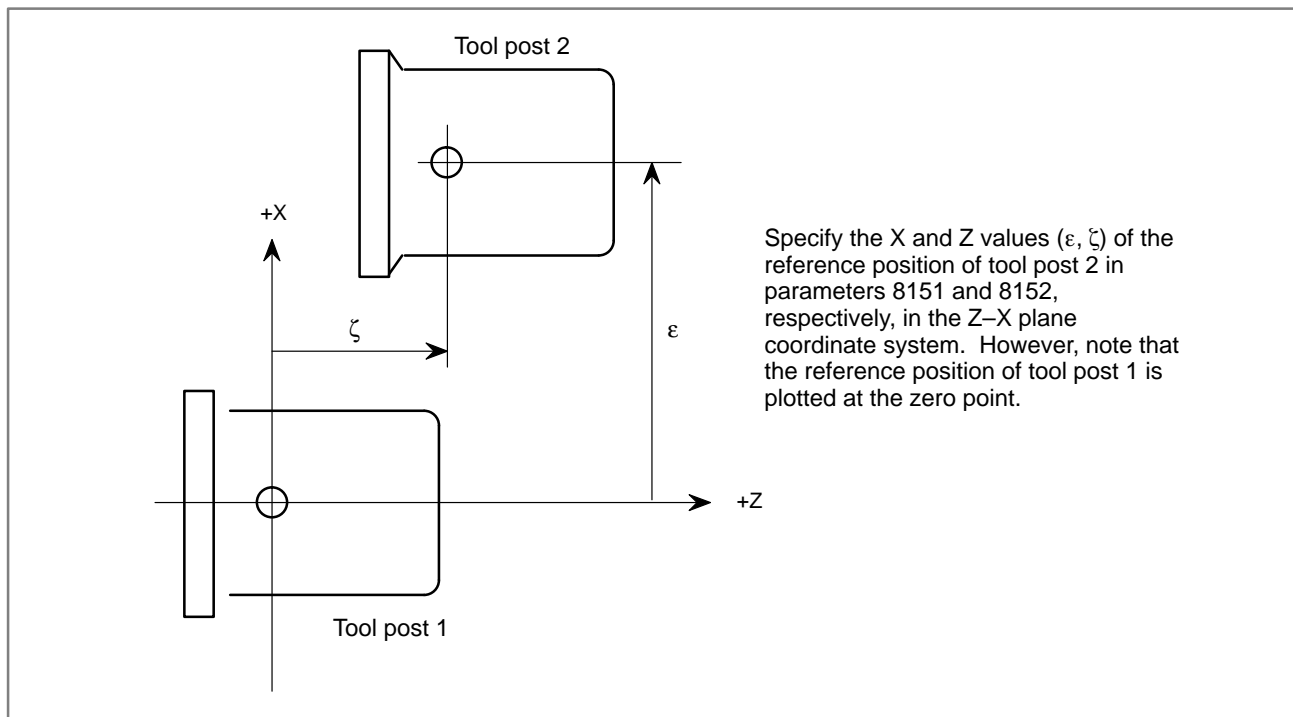 Tool post 2
+X
ζ
ε
+Z
Tool post 1
Specify the X and Z values (ε, ζ) of the
reference position of tool post 2 in
parameters 8151 and 8152,
respectively, in the Z–X plane
coordinate system.  However, note that
the reference position of tool post 1 is
plotted at the zero point.